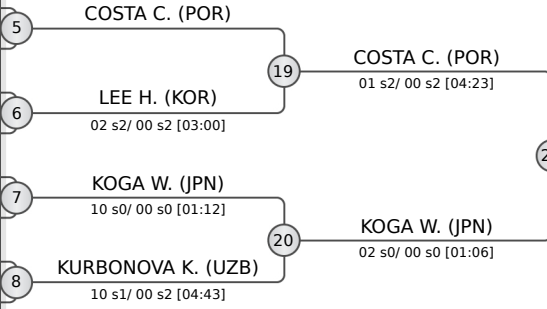 COSTA C. (POR)
5
19
COSTA C. (POR)
01 s2/ 00 s2 [04:23]
LEE H. (KOR)
6
02 s2/ 00 s2 [03:00]
KOGA W. (JPN)
7
10 s0/ 00 s0 [01:12]
20
KOGA W. (JPN)
02 s0/ 00 s0 [01:06]
KURBONOVA K. (UZB)
8
10 s1/ 00 s2 [04:43]